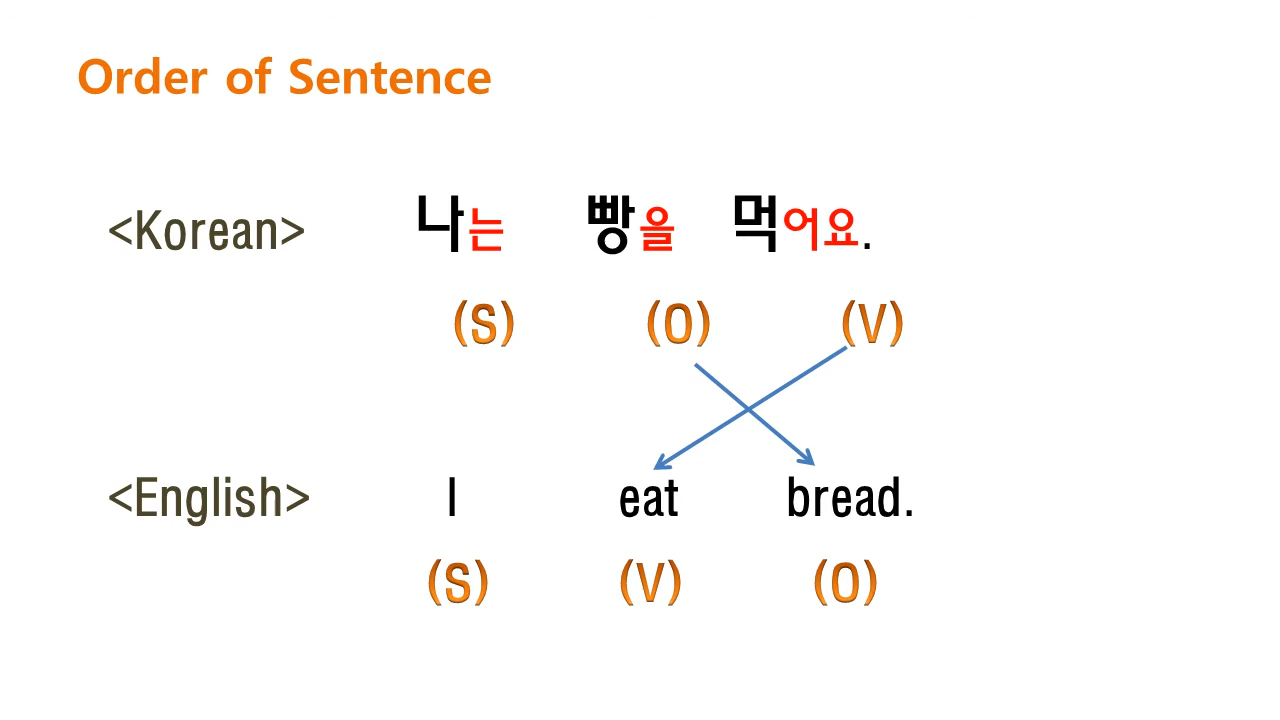 Order of Sentence
<Korean> 나는 빵을 먹어요.
(S) (O) (V)
<English> I eat bread.
(S) (V) (O)